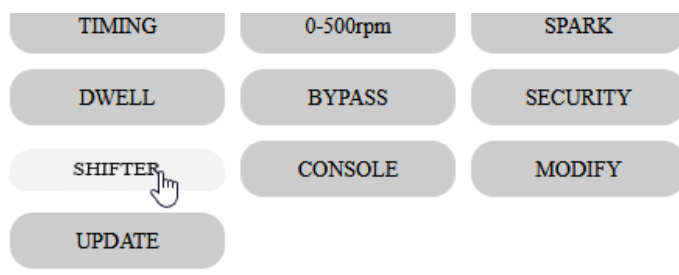 TIMING 0-500rpm SPARK
DWELL BYPASS SECURITY
SHIFTER CONSOLE MODIFY
UPDATE